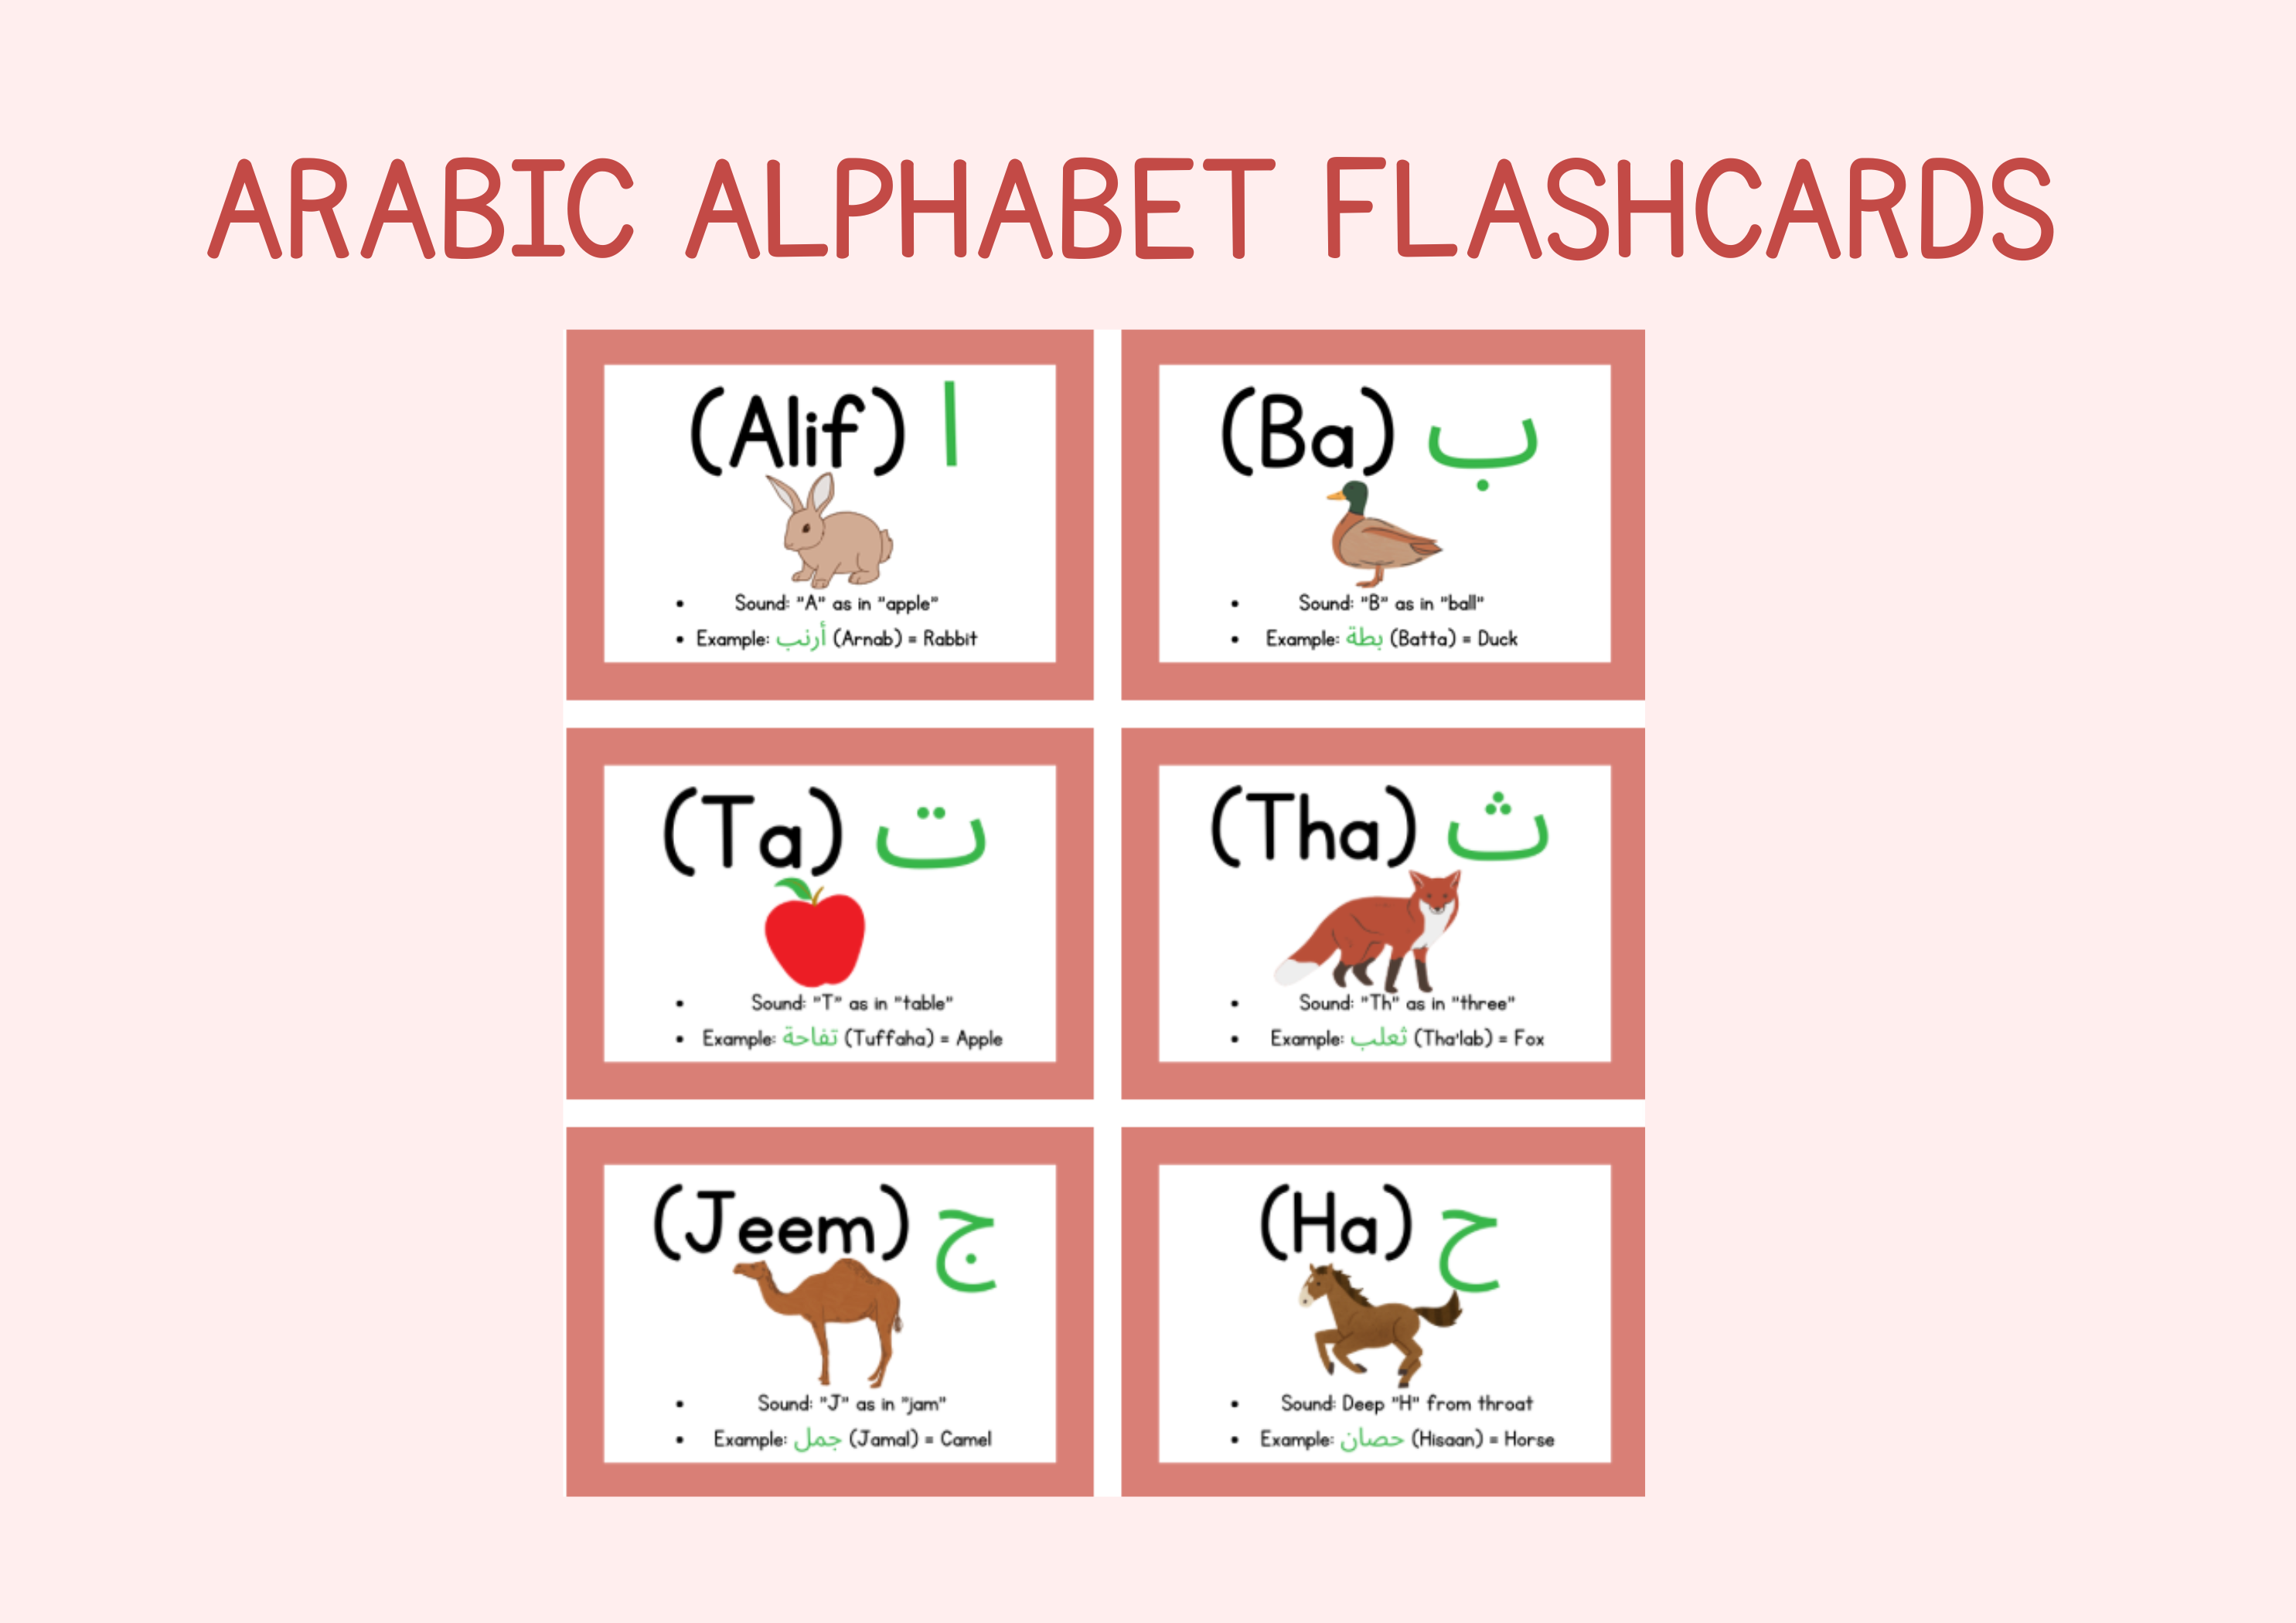 ARABIC ALPHABET FLASHCARDS
(Alif) ا
• Sound: "A" as in "apple"
• Example: أرنب (Arnab) = Rabbit
(Ba) ب
• Sound: "B" as in "ball"
• Example: بطة (Batta) = Duck
(Ta) ت
• Sound: "T" as in "table"
• Example: تفاحة (Tuffaha) = Apple
(Tha) ث
• Sound: "Th" as in "three"
• Example: ثعلب (Tha'lab) = Fox
(Jeem) ج
• Sound: "J" as in "jam"
• Example: جمل (Jamal) = Camel
(Ha) ح
• Sound: Deep "H" from throat
• Example: حصان (Hisaan) = Horse